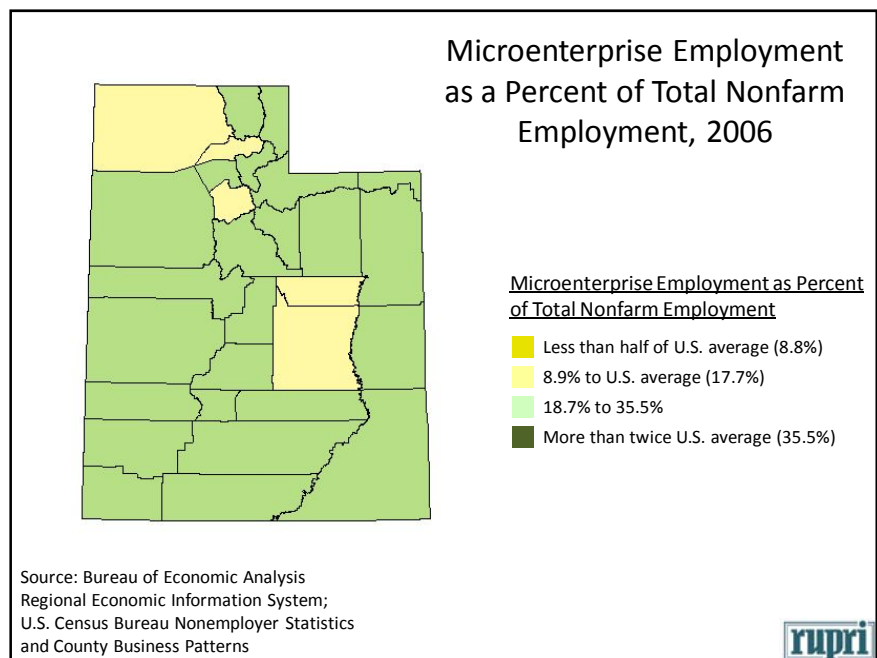 Microenterprise Employment
as a Percent of Total Nonfarm
Employment, 2006
Microenterprise Employment as Percent
of Total Nonfarm Employment
Less than half of U.S. average (8.8%)
8.9% to U.S. average (17.7%)
18.7% to 35.5%
More than twice U.S. average (35.5%)
Source: Bureau of Economic Analysis
Regional Economic Information System;
U.S. Census Bureau Nonemployer Statistics
and County Business Patterns
rupri